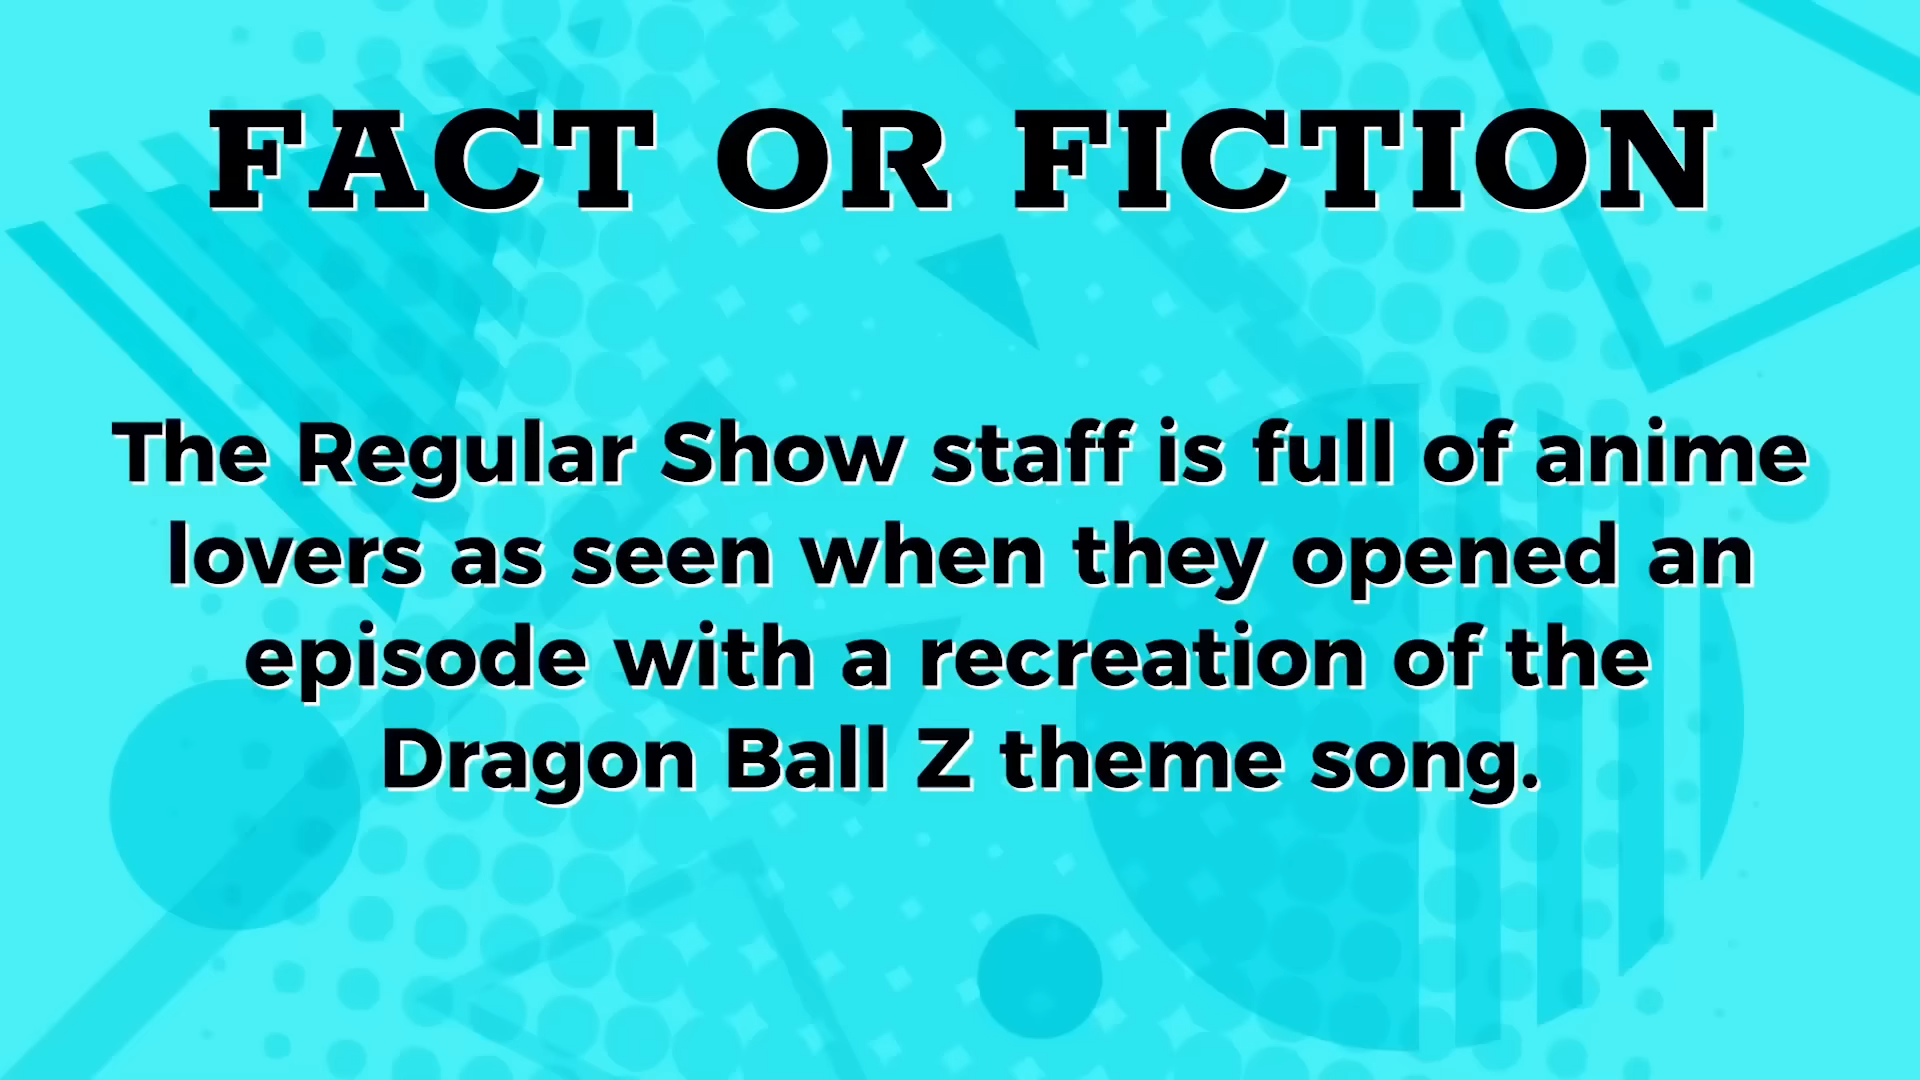 FACT OR FICTION
The Regular Show staff is full of anime
lovers as seen when they opened an
episode with a recreation of the
Dragon Ball Z theme song.